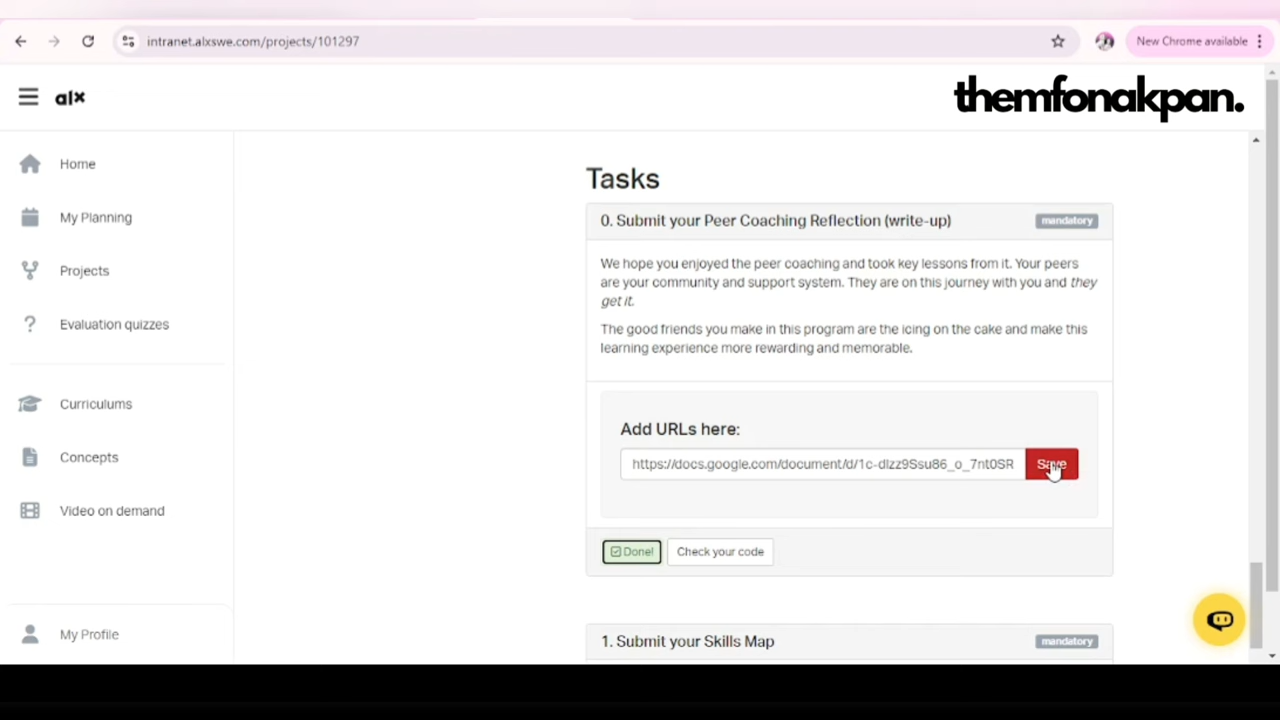 intranet.alxswe.com/projects/101297
New Chrome available
alx
themfonakpan.
Home
My Planning
Projects
Evaluation quizzes
Curriculums
Concepts
Video on demand
My Profile
Tasks
0. Submit your Peer Coaching Reflection (write-up)
mandatory
We hope you enjoyed the peer coaching and took key lessons from it. Your peers
are your community and support system. They are on this journey with you and they
get it.
The good friends you make in this program are the icing on the cake and make this
learning experience more rewarding and memorable.
Add URLs here:
https://docs.google.com/document/d/1c-dlzz9Ssu86_o_7nt0SR
Save
Done!
Check your code
1. Submit your Skills Map
mandatory